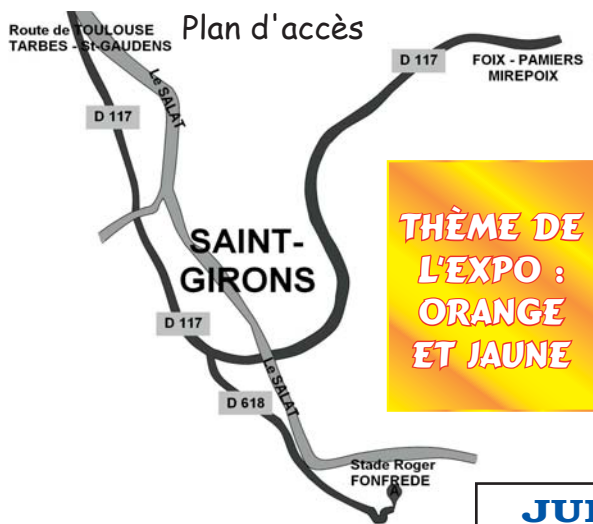 Plan d'accès
Route de TOULOUSE
TARBES - St-GAUDENS
Le SALAT
D 117
D 117
FOIX - PAMIERS
MIREPOIX
SAINT-
GIRONS
THÈME DE
L'EXPO :
ORANGE
ET JAUNE
D 117
Le SALAT
D 618
Stade Roger
FONFREDE
A